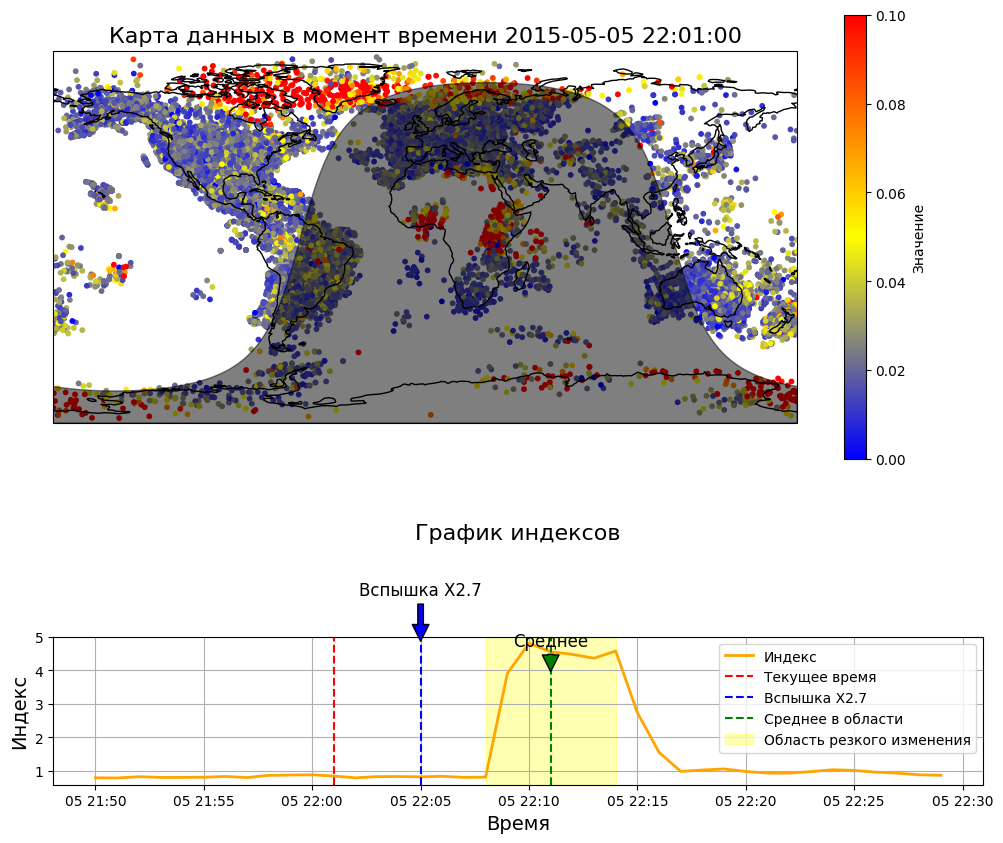 Карта данных в момент времени 2015-05-05 22:01:00
0.10
0.08
0.06
0.04
0.02
0.00
Значение
График индексов
Вспышка X2.7
Среднее
5
4
3
2
1
Индекс
Индекс
Текущее время
Вспышка X2.7
Среднее в области
Область резкого изменения
05 21:50
05 21:55
05 22:00
05 22:05
05 22:10
05 22:15
05 22:20
05 22:25
05 22:30
Время